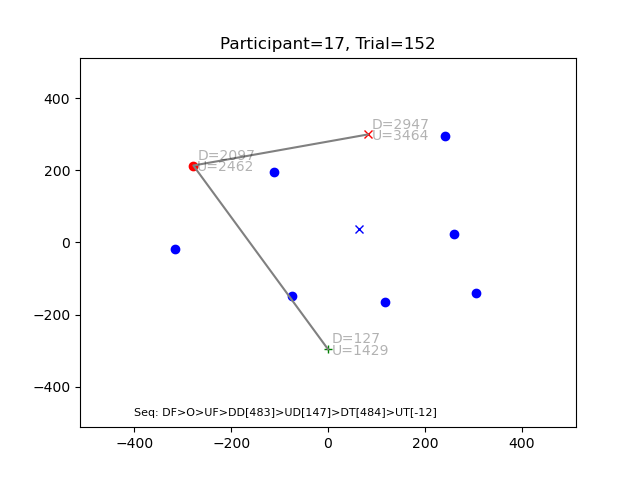 Participant=17, Trial=152
400
200
0
−200
−400
D=2947
U=3464
D=2097
U=2462
D=127
U=1429
Seq: DF>O>UF>DD[483]>UD[147]>DT[484]>UT[-12]
−400
−200
0
200
400